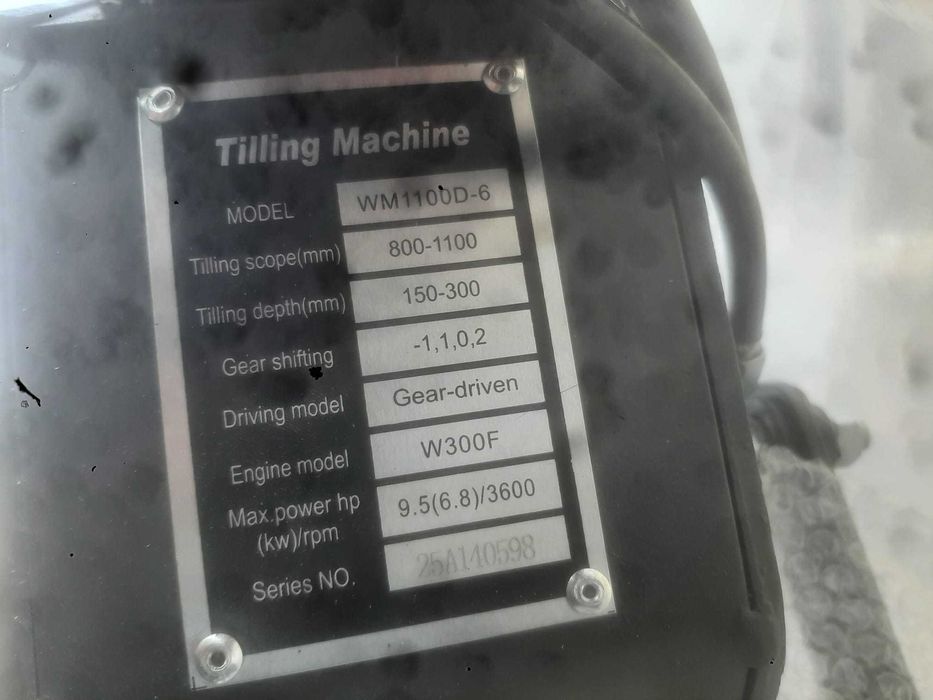 Tilling Machine
MODEL WM1100D-6
Tilling scope(mm) 800-1100
Tilling depth(mm) 150-300
Gear shifting -1,1,0,2
Driving model Gear-driven
Engine model W300F
Max.power hp (kw)/rpm 9.5(6.8)/3600
Series NO. 25A140598